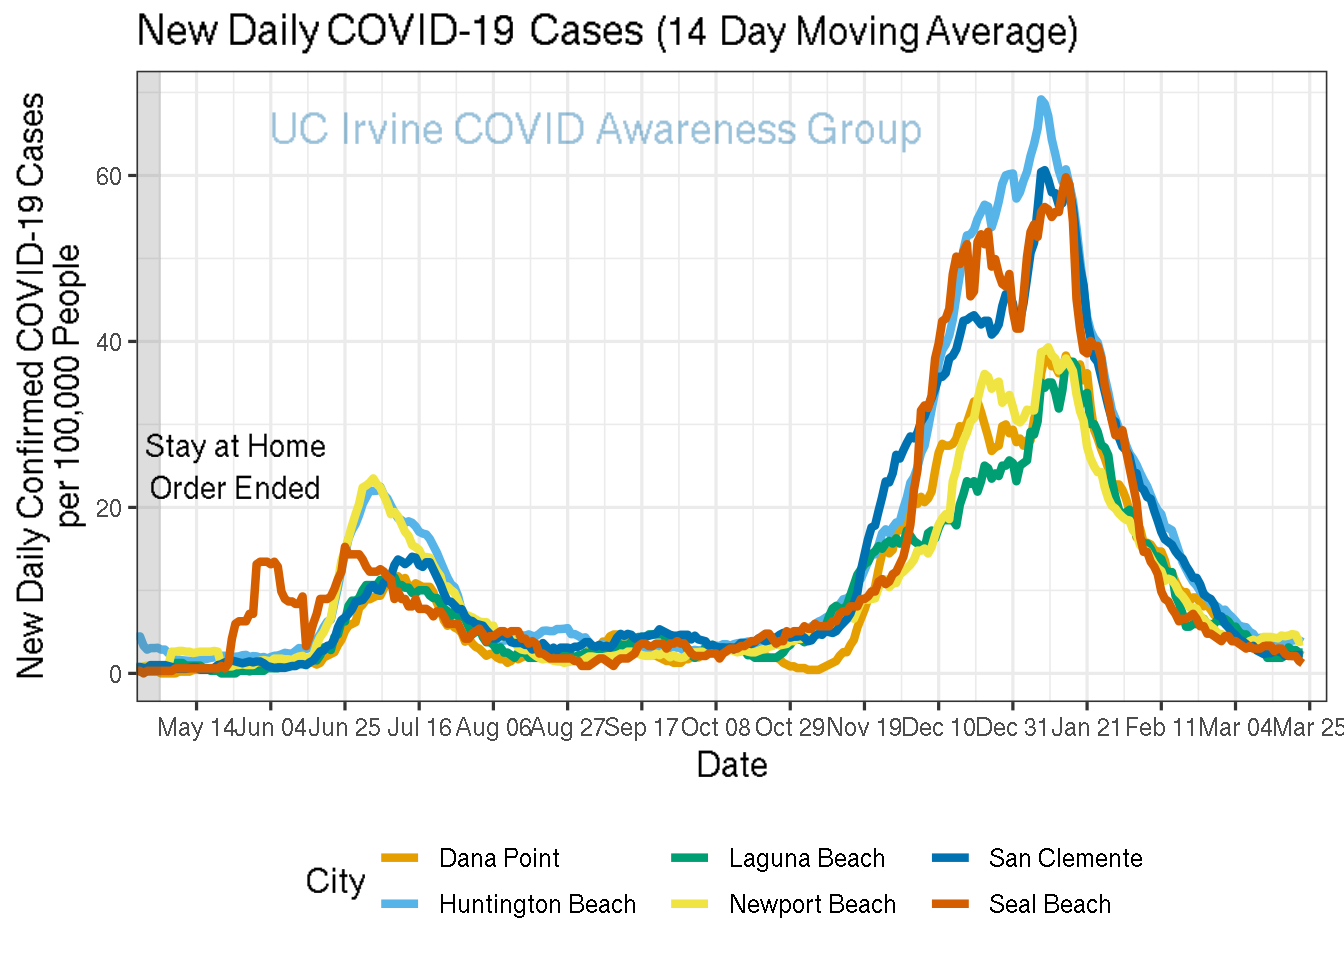 New Daily COVID-19 Cases (14 Day Moving Average)
UC Irvine COVID Awareness Group
New Daily Confirmed COVID-19 Cases
per 100,000 People
60
40
20
0
Stay at Home
Order Ended
May 14 Jun 04 Jun 25 Jul 16 Aug 06 Aug 27 Sep 17 Oct 08 Oct 29 Nov 19 Dec 10 Dec 31 Jan 21 Feb 11 Mar 04 Mar 25
Date
City
Dana Point Laguna Beach San Clemente
Huntington Beach Newport Beach Seal Beach